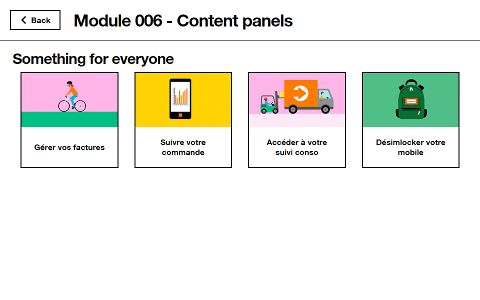 Back
Module 006 - Content panels
Something for everyone
Gérer vos factures
Suivre votre
commande
Accéder à votre
suivi conso
Désimlocker votre
mobile